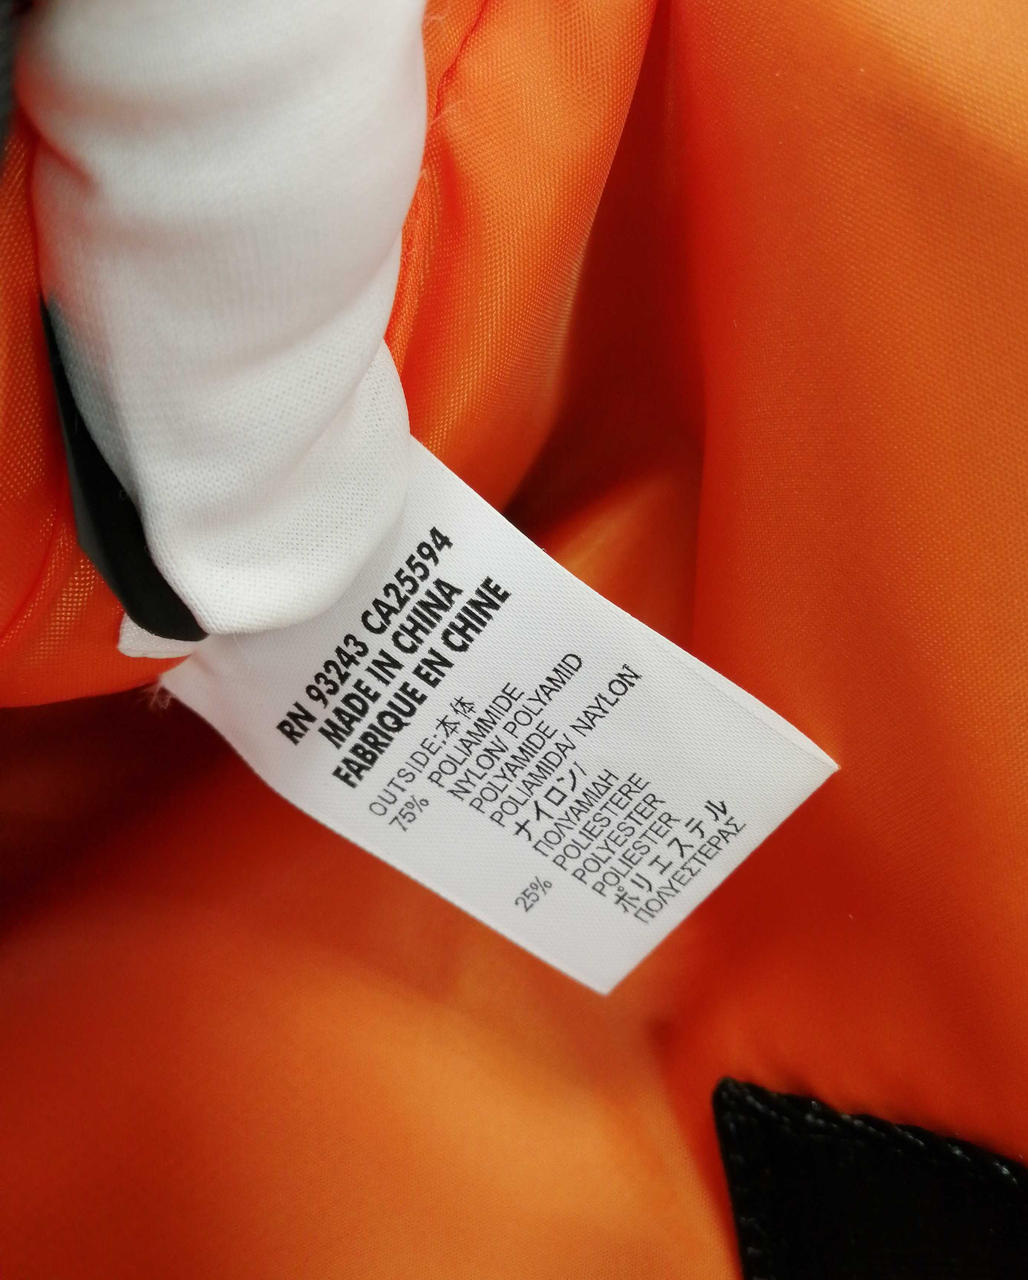 RN 93243 CA25594
MADE IN CHINA
FABRIQUE EN CHINE
OUTSIDE:本体
75% POLIAMMIDE
NYLON/ POLYAMID
POLYAMIDE
POLIAMIDA/ NAYLON
ナイロン/
ΠΟΛΥΑΜΙΔΗ
25% POLIESTERE
POLYESTER
POLIESTER
ポリエステル
ΠΟΛΥΕΣΤΕΡΑΣ